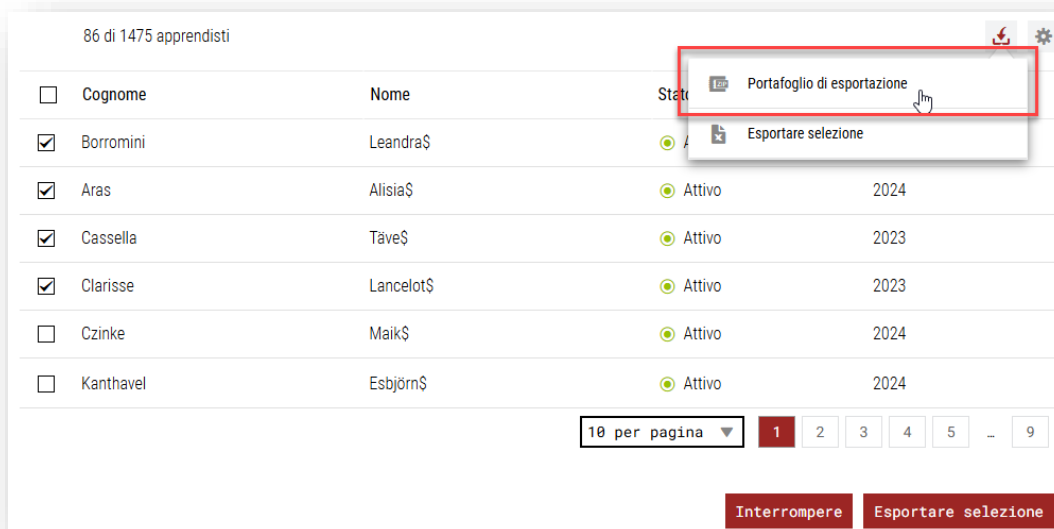 86 di 1475 apprendisti
Portafoglio di esportazione
Esportare selezione
Cognome Nome
Borromini Leandra$
Aras Alisia$ Attivo 2024
Cassella Täve$ Attivo 2023
Clarisse Lancelot$ Attivo 2023
Czinke Maik$ Attivo 2024
Kanthavel Esbjörn$ Attivo 2024
10 per pagina 1 2 3 4 5 … 9
Interrompere Esportare selezione